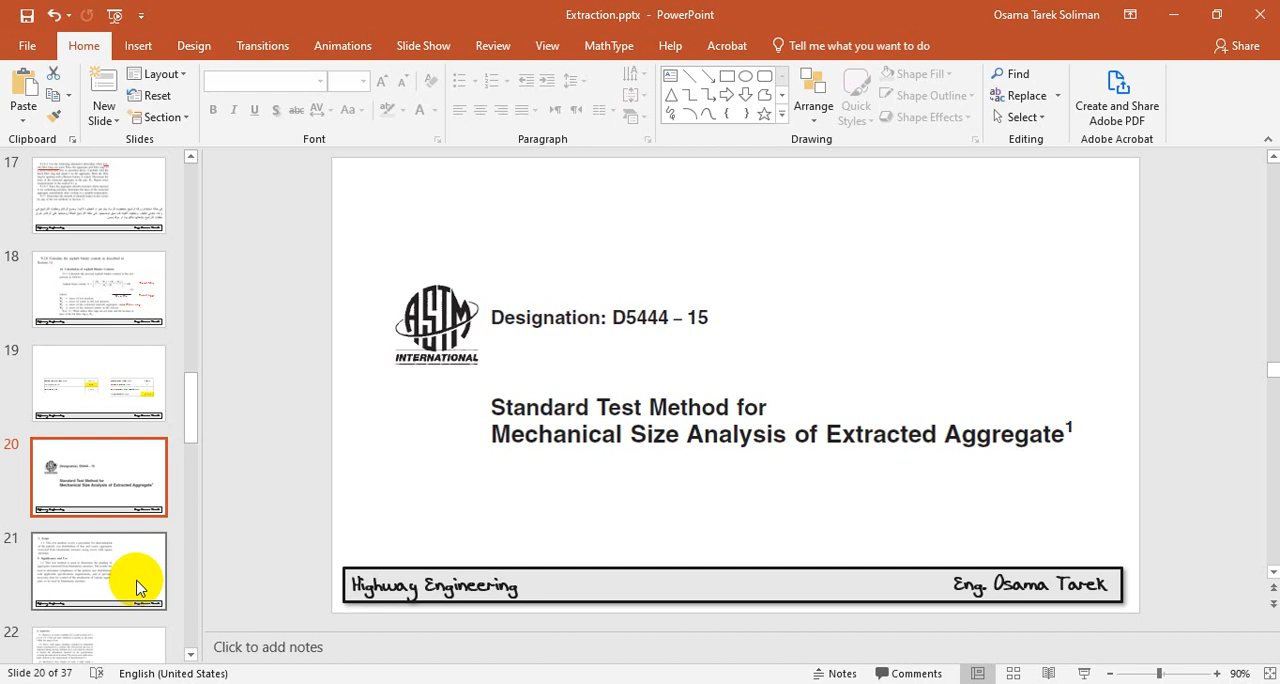 Extraction.pptx - PowerPoint
Osama Tarek Soliman
File Home Insert Design Transitions Animations Slide Show Review View MathType Help Acrobat Tell me what you want to do Share
Paste
Clipboard
New Slide
Layout
Reset
Section
Slides
B I U S abc AV Aa A
Font
Paragraph
Arrange
Quick Styles
Shape Fill
Shape Outline
Shape Effects
Drawing
Find
Replace
Select
Editing
Create and Share Adobe PDF
Adobe Acrobat
17
18
19
20
21
22
ASTM
INTERNATIONAL
Designation: D5444 – 15
Standard Test Method for
Mechanical Size Analysis of Extracted Aggregate¹
Highway Engineering
Eng. Osama Tarek
Click to add notes
Slide 20 of 37 English (United States) Notes Comments 90%